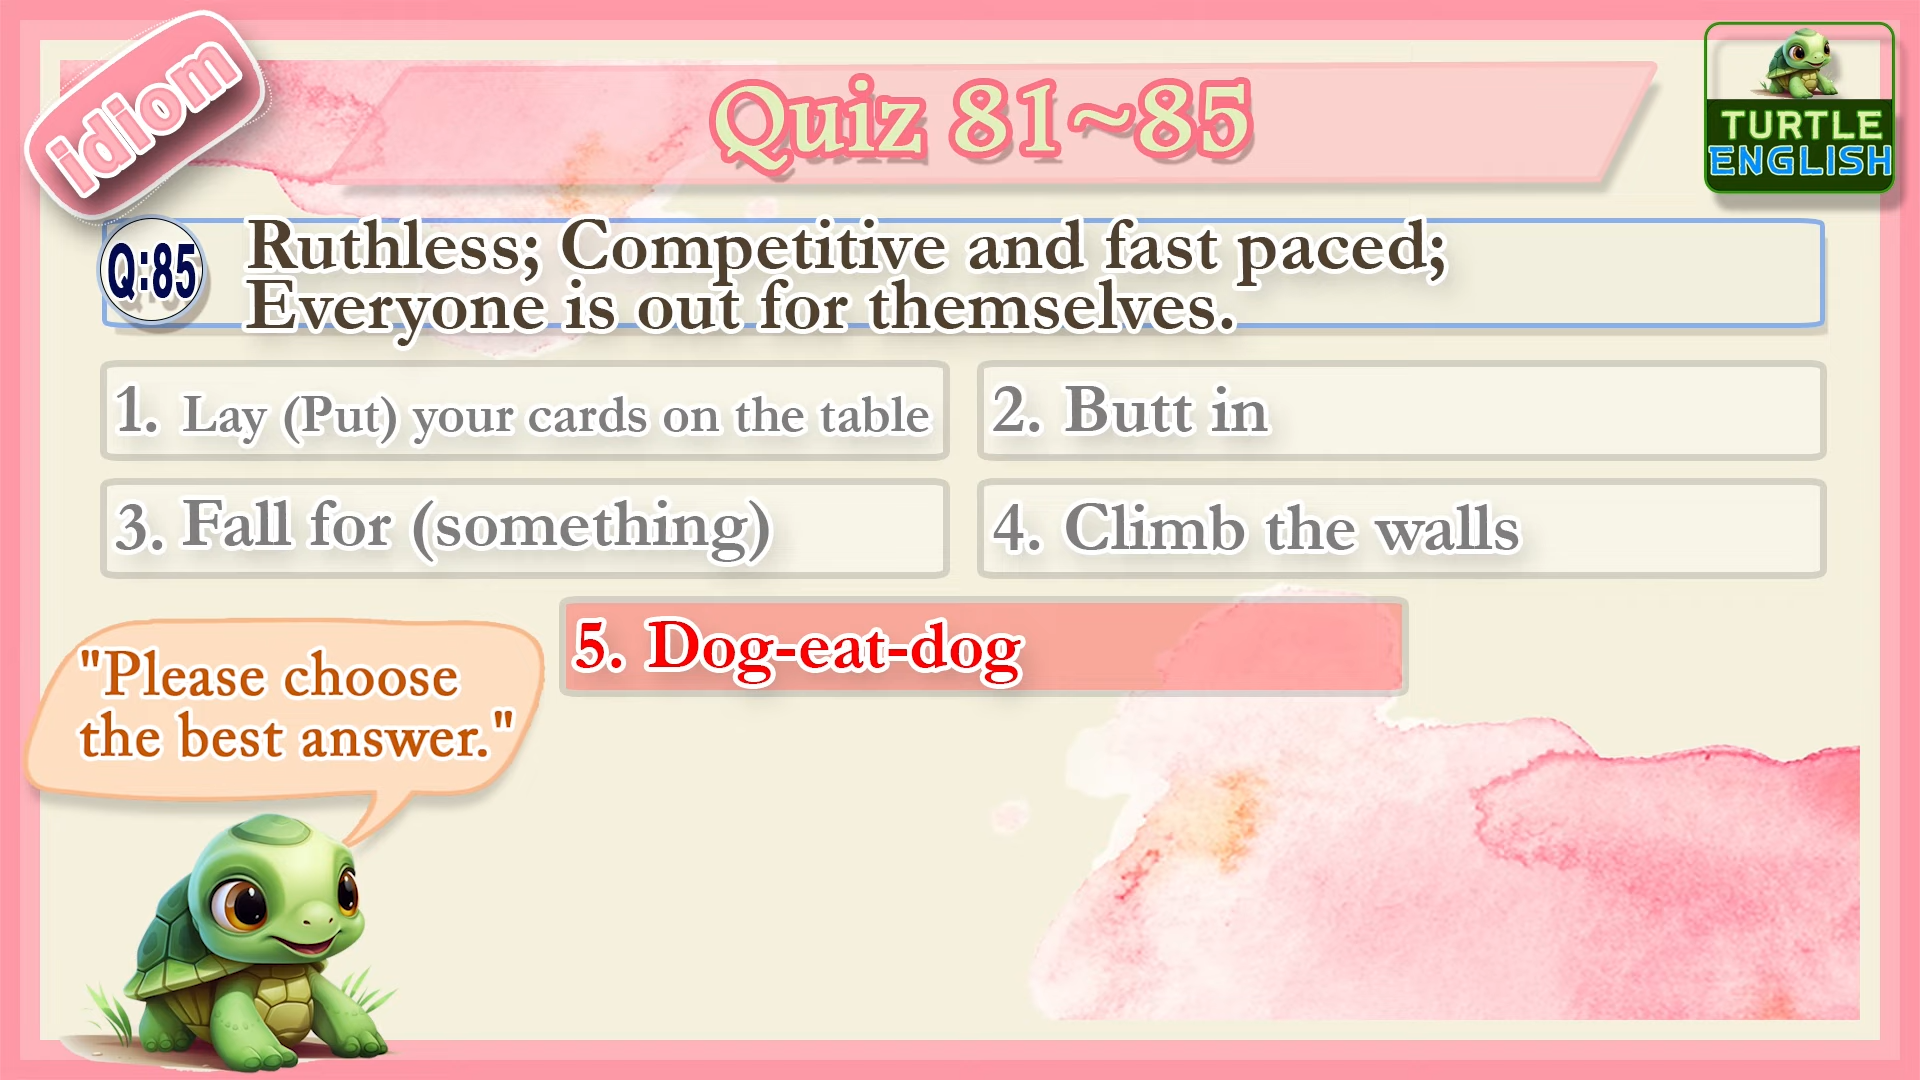 idiom
Quiz 81~85
TURTLE
ENGLISH
Q:85
Ruthless; Competitive and fast paced;
Everyone is out for themselves.
1. Lay (Put) your cards on the table
2. Butt in
3. Fall for (something)
4. Climb the walls
5. Dog-eat-dog
"Please choose
the best answer."